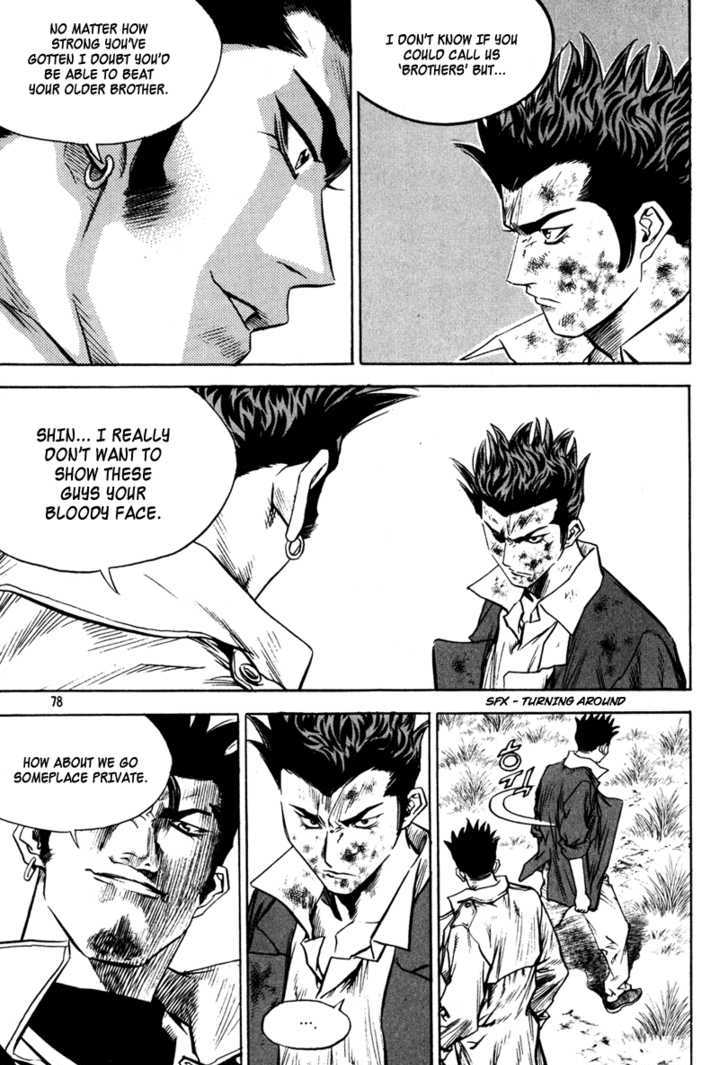 NO MATTER HOW
STRONG YOU'VE
GOTTEN I DOUBT YOU'D
BE ABLE TO BEAT
YOUR OLDER BROTHER.
I DON'T KNOW IF YOU
COULD CALL US
'BROTHERS' BUT...
SHIN... I REALLY
DON'T WANT TO
SHOW THESE
GUYS YOUR
BLOODY FACE.
78
SFX - TURNING AROUND
HOW ABOUT WE GO
SOMEPLACE PRIVATE.
....
휙